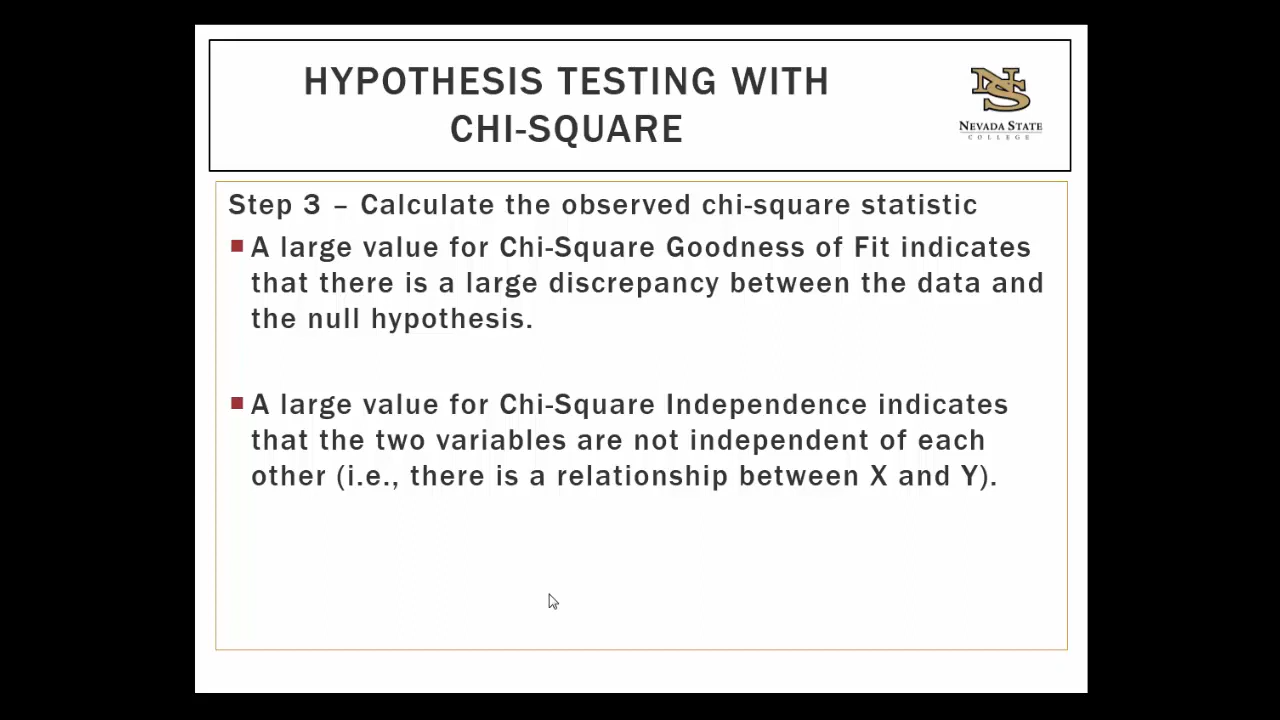 HYPOTHESIS TESTING WITH
CHI-SQUARE
NS
NEVADA STATE
COLLEGE
Step 3 – Calculate the observed chi-square statistic
A large value for Chi-Square Goodness of Fit indicates
that there is a large discrepancy between the data and
the null hypothesis.
A large value for Chi-Square Independence indicates
that the two variables are not independent of each
other (i.e., there is a relationship between X and Y).